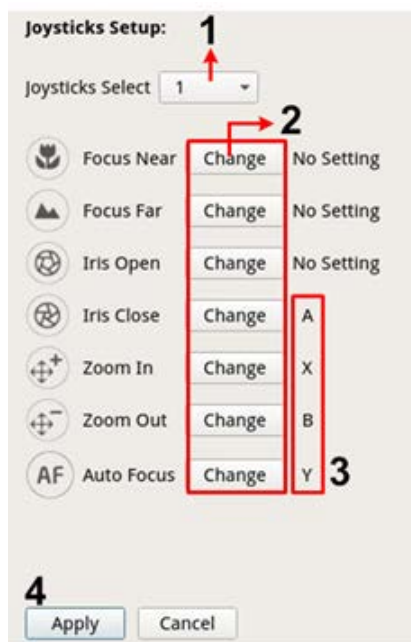 Joysticks Setup:
1
Joysticks Select 1
2
Focus Near Change No Setting
Focus Far Change No Setting
Iris Open Change No Setting
Iris Close Change A
Zoom In Change X
Zoom Out Change B
AF Auto Focus Change Y 3
4
Apply Cancel